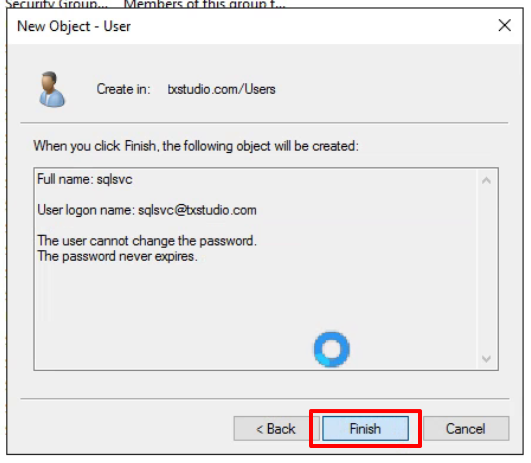 Security Group... Members of this group t...
New Object - User
Create in: txstudio.com/Users
When you click Finish, the following object will be created:
Full name: sqlsvc
User logon name: sqlsvc@txstudio.com
The user cannot change the password.
The password never expires.
< Back Finish Cancel